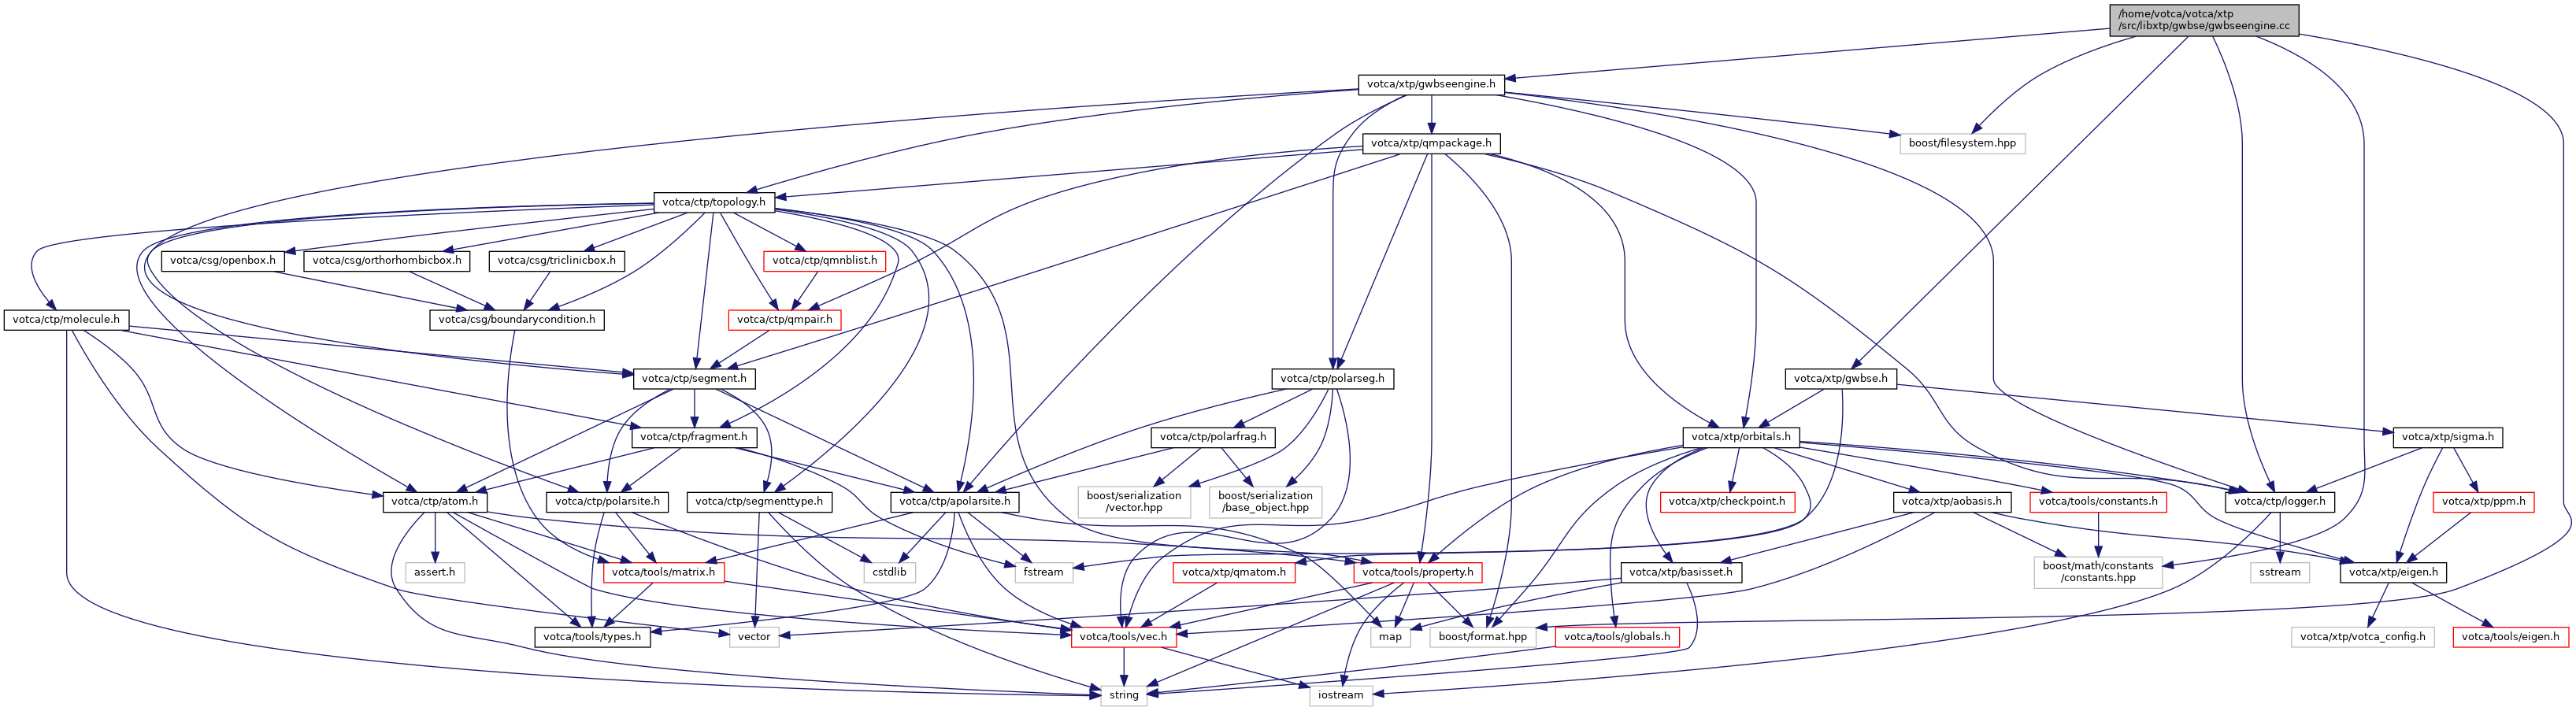 /home/votca/votca/xtp
/src/libxtp/gwbse/gwbseengine.cc
votca/xtp/gwbseengine.h
votca/xtp/qmpackage.h
boost/filesystem.hpp
votca/ctp/topology.h
votca/csg/openbox.h
votca/csg/orthorhombicbox.h
votca/csg/triclinicbox.h
votca/ctp/qmnblist.h
votca/ctp/molecule.h
votca/csg/boundarycondition.h
votca/ctp/qmpair.h
votca/ctp/segment.h
votca/ctp/polarseg.h
votca/xtp/gwbse.h
votca/ctp/fragment.h
votca/ctp/polarfrag.h
votca/xtp/orbitals.h
votca/xtp/sigma.h
votca/ctp/atom.h
votca/ctp/polarsite.h
votca/ctp/segmenttype.h
votca/ctp/apolarsite.h
boost/serialization
/vector.hpp
boost/serialization
/base_object.hpp
votca/xtp/checkpoint.h
votca/xtp/aobasis.h
votca/tools/constants.h
votca/ctp/logger.h
votca/xtp/ppm.h
assert.h
votca/tools/matrix.h
cstdlib
fstream
votca/xtp/qmatom.h
votca/tools/property.h
votca/xtp/basisset.h
boost/math/constants
/constants.hpp
sstream
votca/xtp/eigen.h
votca/tools/types.h
vector
votca/tools/vec.h
map
boost/format.hpp
votca/tools/globals.h
votca/xtp/votca_config.h
votca/tools/eigen.h
string
iostream